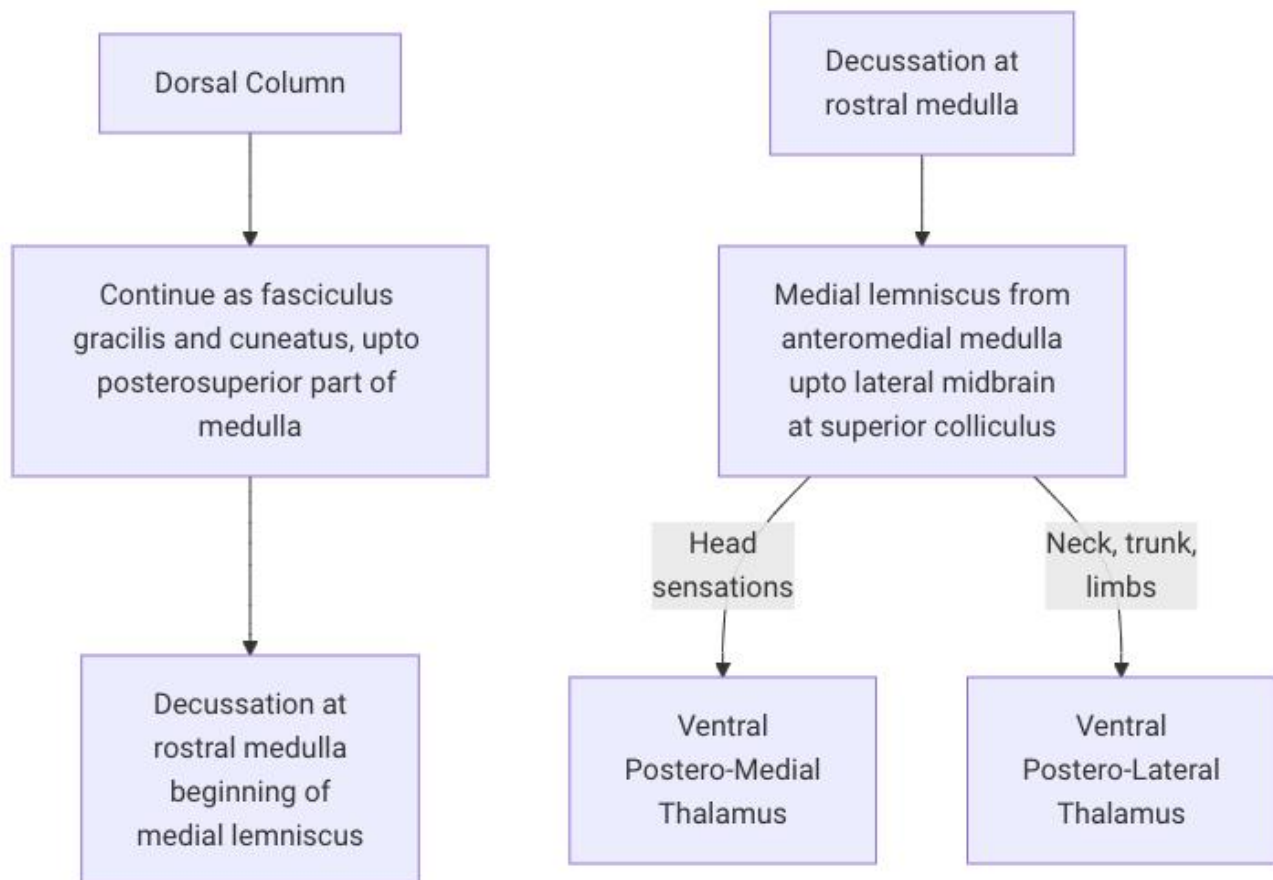 Dorsal Column
Continue as fasciculus
gracilis and cuneatus, upto
posterosuperior part of
medulla
Decussation at
rostral medulla
beginning of
medial lemniscus
Decussation at
rostral medulla
Medial lemniscus from
anteromedial medulla
upto lateral midbrain
at superior colliculus
Head
sensations
Neck, trunk,
limbs
Ventral
Postero-Medial
Thalamus
Ventral
Postero-Lateral
Thalamus